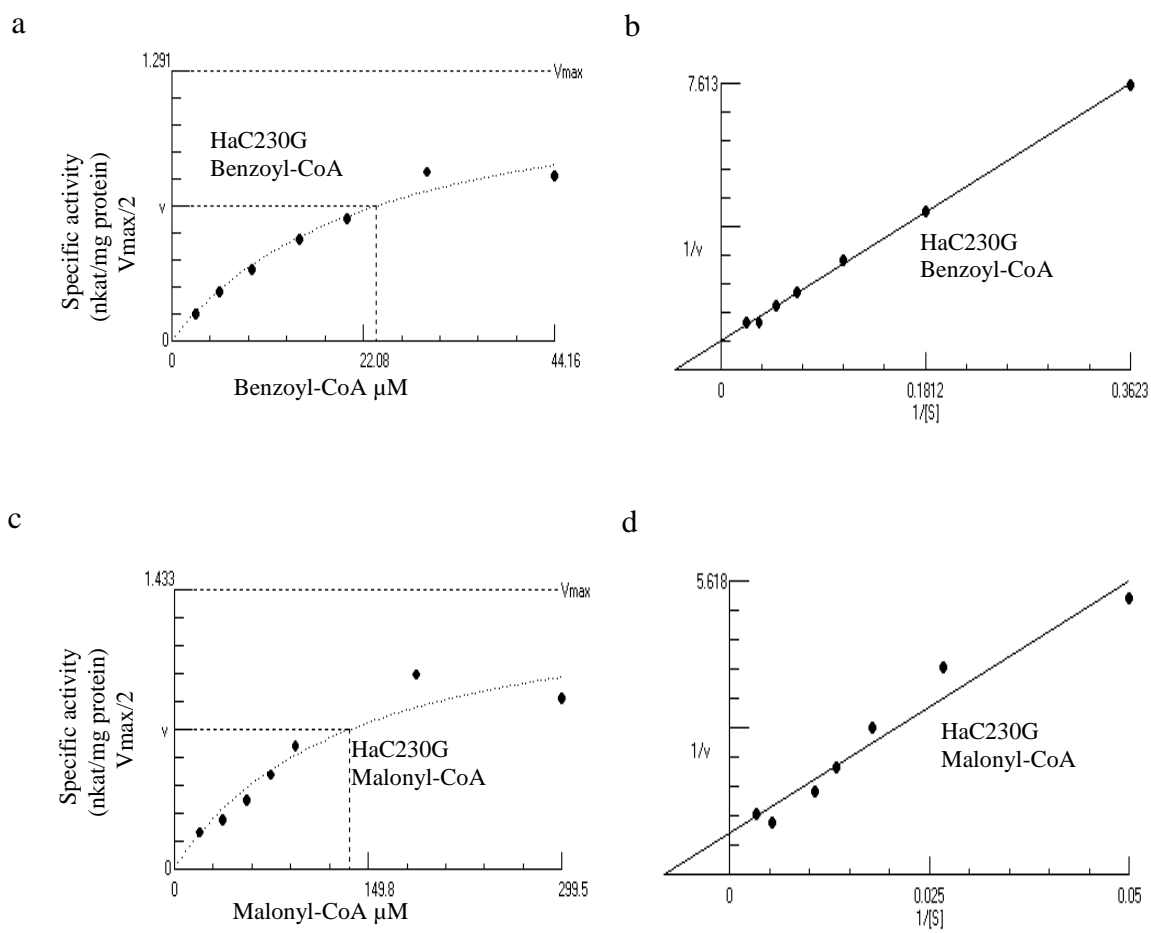 a
1.291
Vmax
HaC230G
Benzoyl-CoA
v
Specific activity
(nkat/mg protein)
Vmax/2
0
0
22.08
44.16
Benzoyl-CoA µM
b
7.613
1/v
HaC230G
Benzoyl-CoA
0
0.1812
0.3623
1/[S]
c
1.433
Vmax
v
HaC230G
Malonyl-CoA
Specific activity
(nkat/mg protein)
Vmax/2
0
0
149.8
299.5
Malonyl-CoA µM
d
5.618
1/v
HaC230G
Malonyl-CoA
0
0.025
0.05
1/[S]